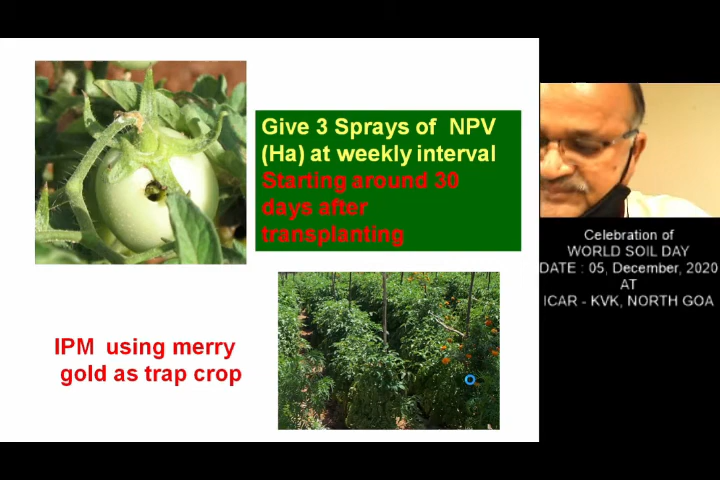 Give 3 Sprays of NPV
(Ha) at weekly interval
Starting around 30
days after
transplanting
IPM using merry
gold as trap crop
Celebration of
WORLD SOIL DAY
DATE : 05, December, 2020
AT
ICAR - KVK, NORTH GOA